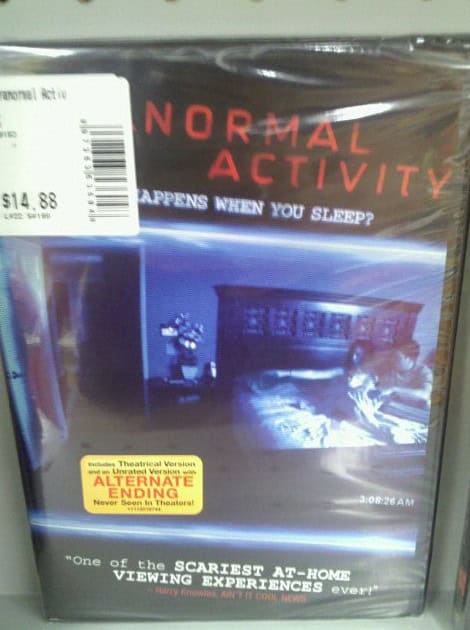 ranormal Activ
$14.88
NORMAL
ACTIVITY
HAPPENS WHEN YOU SLEEP?
Includes Theatrical Version
and an Unrated Version with
ALTERNATE
ENDING
Never Seen In Theaters!
3:08:26 AM
"One of the SCARIEST AT-HOME
VIEWING EXPERIENCES ever!"
- Harry Knowles, AIN'T IT COOL NEWS